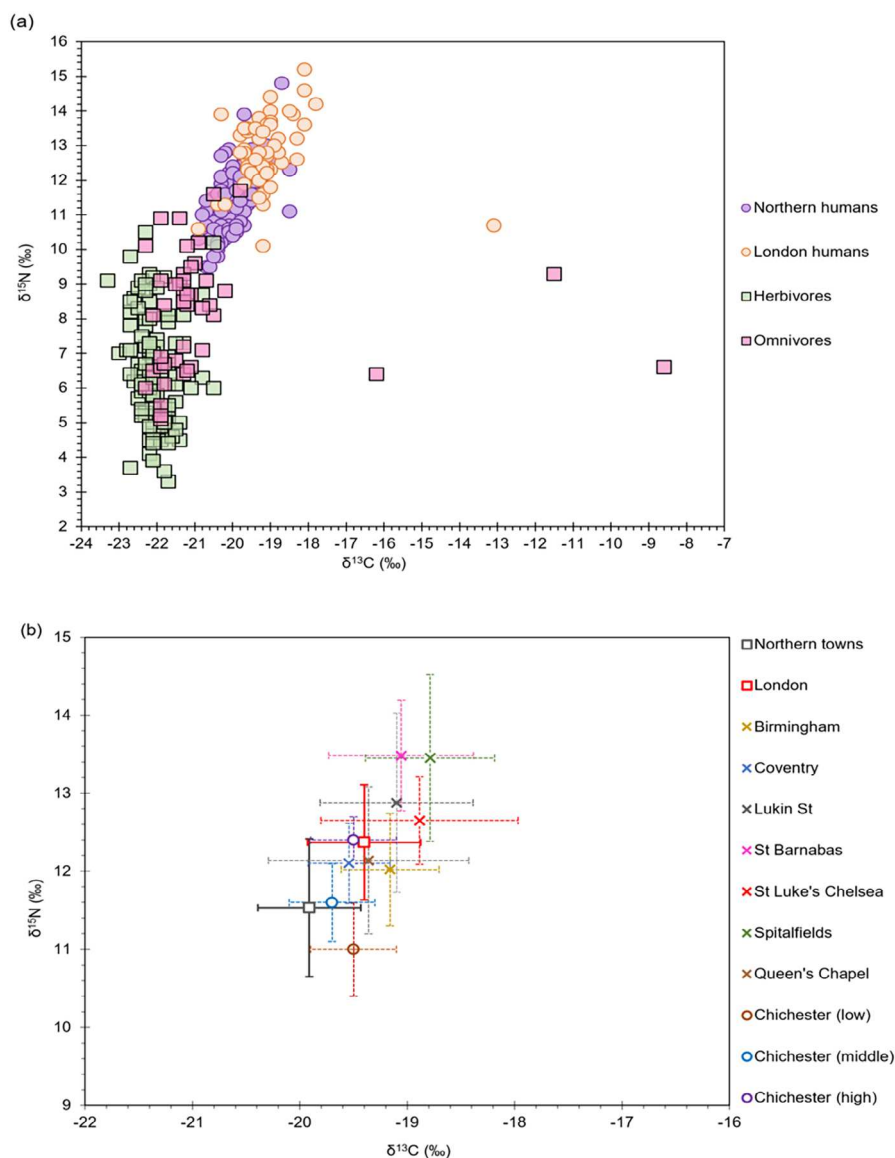 (a)
16
15
14
13
12
11
10
9
8
7
6
5
4
3
2
δ¹⁵N (‰)
-24 -23 -22 -21 -20 -19 -18 -17 -16 -15 -14 -13 -12 -11 -10 -9 -8 -7
δ¹³C (‰)
Northern humans
London humans
Herbivores
Omnivores
(b)
15
14
13
12
11
10
9
δ¹⁵N (‰)
-22 -21 -20 -19 -18 -17 -16
δ¹³C (‰)
Northern towns
London
Birmingham
Coventry
Lukin St
St Barnabas
St Luke's Chelsea
Spitalfields
Queen's Chapel
Chichester (low)
Chichester (middle)
Chichester (high)